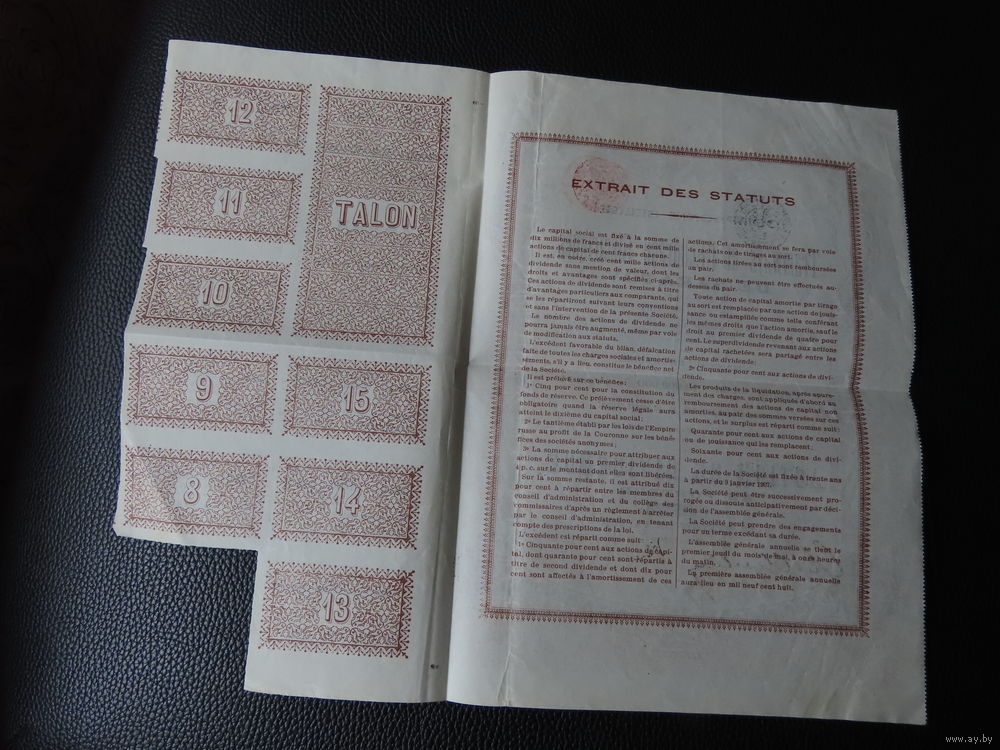 12
11
10
9
8
TALON
15
14
13
EXTRAIT DES STATUTS
Le capital social est fixé à la somme de
dix millions de francs et divisé en cent mille
actions de capital de cent francs chacune.
Il est, en outre, créé cent mille actions de
dividende sans mention de valeur, dont les
droits et avantages sont spécifiés ci-après.
Ces actions de dividende sont remises à titre
d'avantages particuliers aux comparants, qui
se les répartiront suivant leurs conventions
et sans l'intervention de la présente Société.
Le nombre des actions de dividende ne
pourra jamais être augmenté, même par voie
de modification aux statuts.
L'excédent favorable du bilan, défalcation
faite de toutes les charges sociales et amortis-
sements, s'il y a lieu, constitue le bénéfice net
de la Société.
Il est prélevé sur ce bénéfice :
1º Cinq pour cent pour la constitution du
fonds de réserve. Ce prélèvement cesse d'être
obligatoire quand la réserve légale aura
atteint le dixième du capital social;
2º Le tantième établi par les lois de l'Empire
russe au profit de la Couronne sur les béné-
fices des sociétés anonymes;
3º La somme nécessaire pour attribuer aux
actions de capital un premier dividende de
4 p. c. sur le montant dont elles sont libérées.
Sur la somme restante, il est attribué dix
pour cent à répartir entre les membres du
conseil d'administration et du collège des
commissaires d'après un règlement à arrêter
par le conseil d'administration, en tenant
compte des prescriptions de la loi.
L'excédent est réparti comme suit :
1º Cinquante pour cent aux actions de capi-
tal, dont quarante pour cent sont répartis à
titre de second dividende et dont dix pour
cent sont affectés à l'amortissement de ces
actions. Cet amortissement se fera par voie
de rachats ou de tirages au sort.
Les actions tirées au sort sont remboursées
au pair.
Les rachats ne peuvent être effectués au-
dessus du pair.
Toute action de capital amortie par tirage
au sort est remplacée par une action de jouis-
sance ou estampillée comme telle conférant
les mêmes droits que l'action amortie, sauf le
droit au premier dividende de quatre pour
cent. Le superdividende revenant aux actions
de capital rachetées sera partagé entre les
actions de dividende;
2º Cinquante pour cent aux actions de divi-
dende.
Les produits de la liquidation, après apure-
ment des charges, sont appliqués d'abord au
remboursement des actions de capital non
amorties, au pair des sommes versées sur ces
actions, et le surplus est réparti comme suit:
Quarante pour cent aux actions de capital
ou de jouissance qui les remplacent;
Soixante pour cent aux actions de divi-
dende.
La durée de la Société est fixée à trente ans
à partir du 9 janvier 1907.
La Société peut être successivement pro-
rogée ou dissoute anticipativement par déci-
sion de l'assemblée générale.
La Société peut prendre des engagements
pour un terme excédant sa durée.
L'assemblée générale annuelle se tient le
premier jeudi du mois de mai, à onze heures
du matin.
La première assemblée générale annuelle
aura lieu en mil neuf cent huit.
www.ay.by